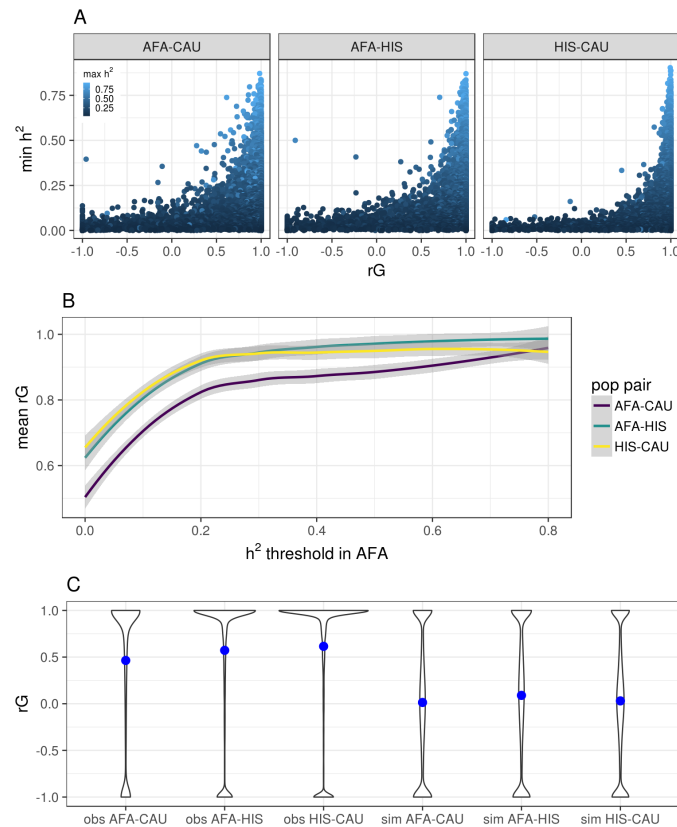 A
AFA-CAU AFA-HIS HIS-CAU
max h²
0.75
0.50
0.25
min h²
0.75
0.50
0.25
0.00
-1.0 -0.5 0.0 0.5 1.0 -1.0 -0.5 0.0 0.5 1.0 -1.0 -0.5 0.0 0.5 1.0
rG
B
mean rG
1.0
0.8
0.6
0.0 0.2 0.4 0.6 0.8
h² threshold in AFA
pop pair
AFA-CAU
AFA-HIS
HIS-CAU
C
rG
1.0
0.5
0.0
-0.5
-1.0
obs AFA-CAU obs AFA-HIS obs HIS-CAU sim AFA-CAU sim AFA-HIS sim HIS-CAU